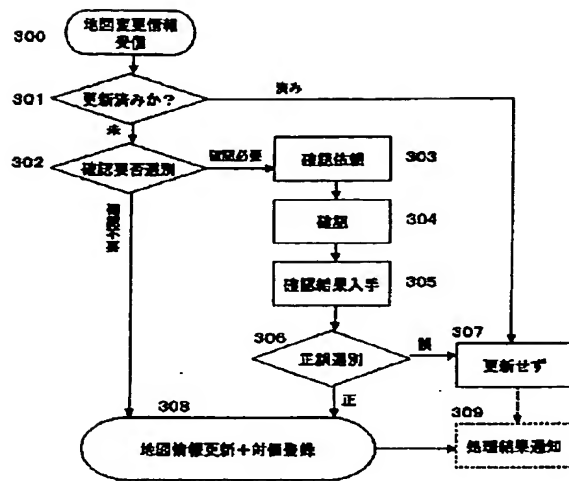 300
地図変更情報
受信
301
更新済みか？
済み
未
302
確認要否選別
確認必要
確認依頼
303
確認不要
確認
304
確認結果入手
305
306
正誤選別
誤
307
更新せず
正
308
地図情報更新＋対価登録
309
処理結果通知